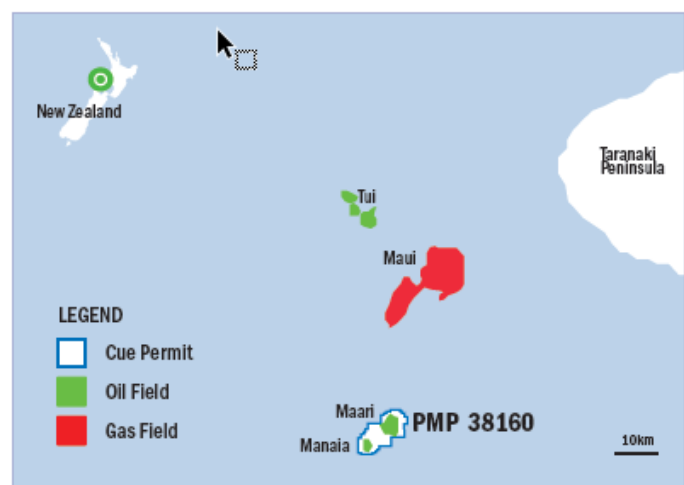 New Zealand
Taranaki
Peninsula
Tui
Maui
LEGEND
Cue Permit
Oil Field
Gas Field
Maari
PMP 38160
Manaia
10km